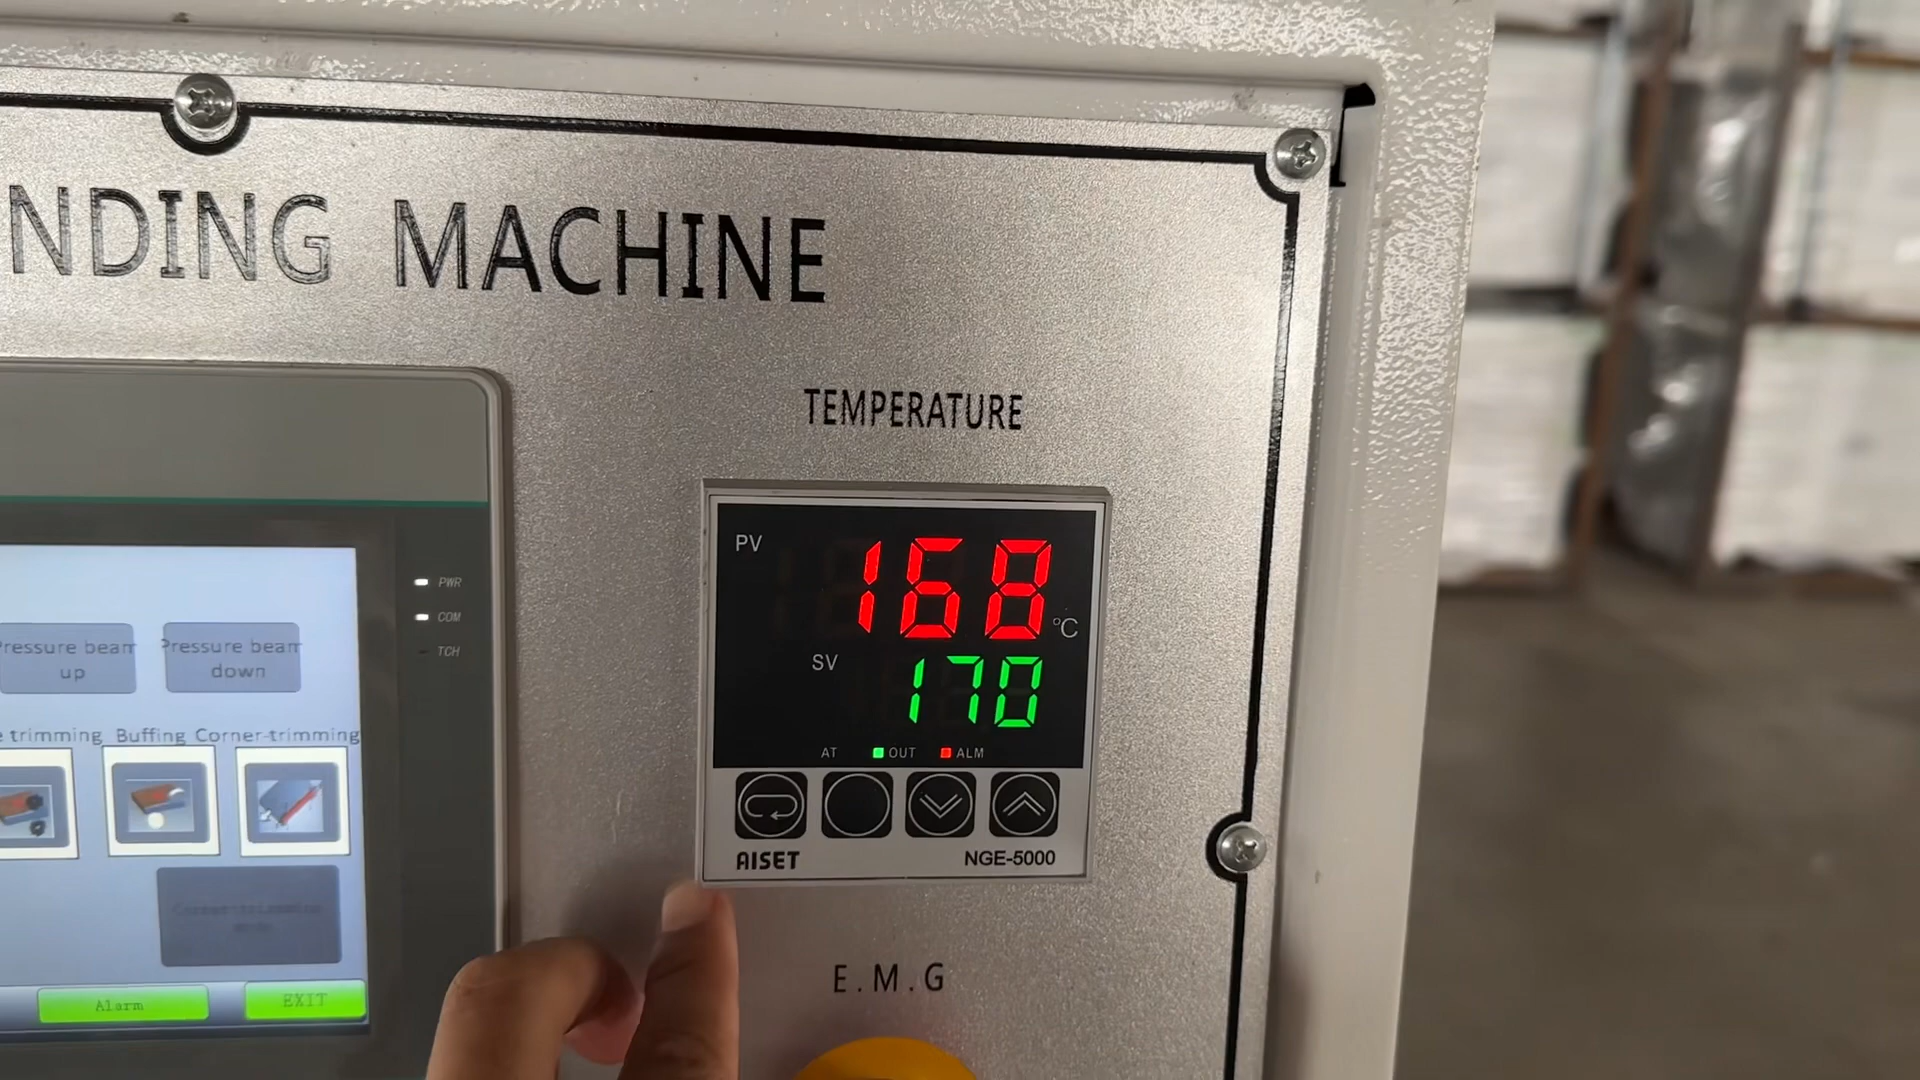 NDING MACHINE
TEMPERATURE
PV 168 °C
SV 170
AT OUT ALM
AISET NGE-5000
E.M.G
PWR
COM
TCH
Pressure beam up
Pressure beam down
e trimming Buffing Corner-trimming
Alarm EXIT